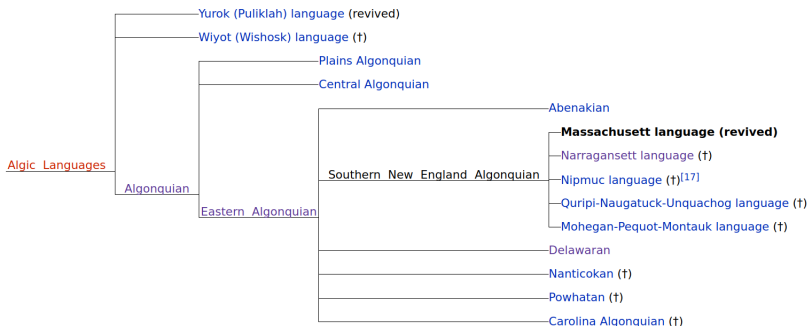 Yurok (Puliklah) language (revived)
Wiyot (Wishosk) language (†)
Plains Algonquian
Central Algonquian
Abenakian
Massachusett language (revived)
Narragansett language (†)
Algic Languages
Southern New England Algonquian
Nipmuc language (†)[17]
Algonquian
Quripi-Naugatuck-Unquachog language (†)
Eastern Algonquian
Mohegan-Pequot-Montauk language (†)
Delawaran
Nanticokan (†)
Powhatan (†)
Carolina Algonquian (†)